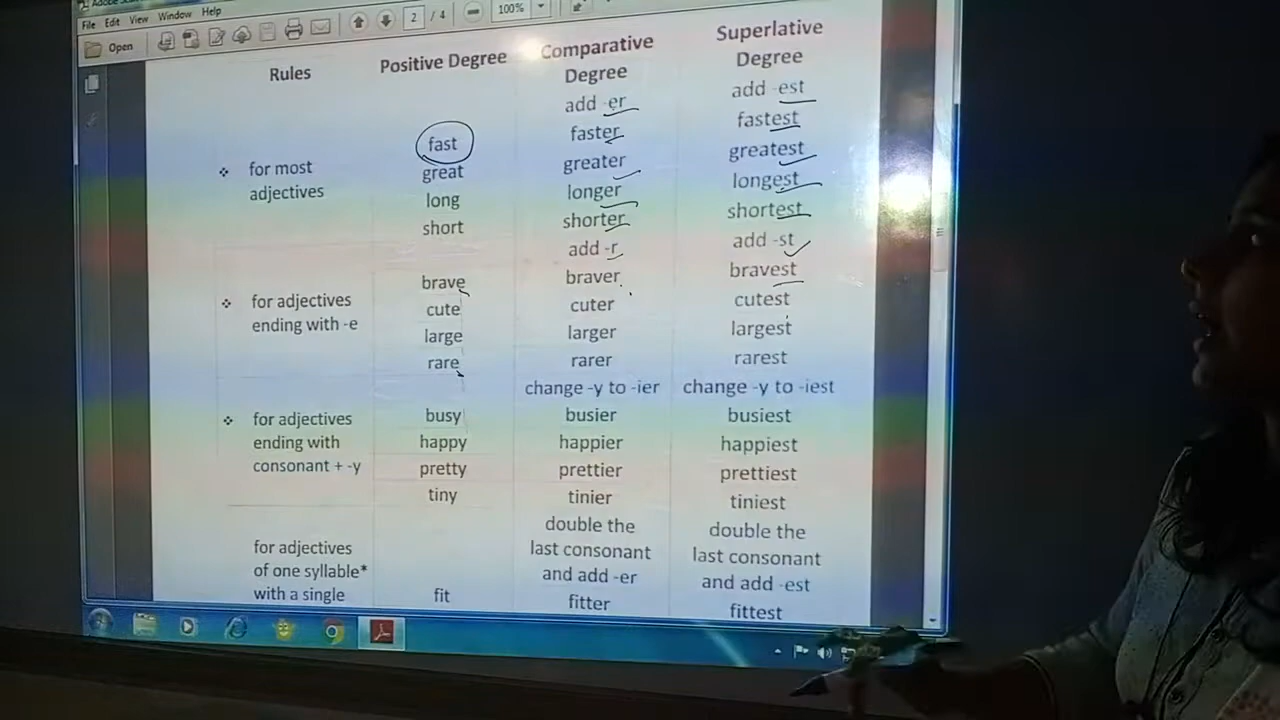 File Edit View Window Help
Open
2 / 4
100%
Rules
Positive Degree
Comparative
Degree
Superlative
Degree
add -er
add -est
for most
adjectives
fast
faster
fastest
great
greater
greatest
long
longer
longest
short
shorter
shortest
add -r
add -st
for adjectives
ending with -e
brave
braver
bravest
cute
cuter
cutest
large
larger
largest
rare
rarer
rarest
change -y to -ier
change -y to -iest
for adjectives
ending with
consonant + -y
busy
busier
busiest
happy
happier
happiest
pretty
prettier
prettiest
tiny
tinier
tiniest
double the
last consonant
and add -er
double the
last consonant
and add -est
for adjectives
of one syllable*
with a single
fit
fitter
fittest